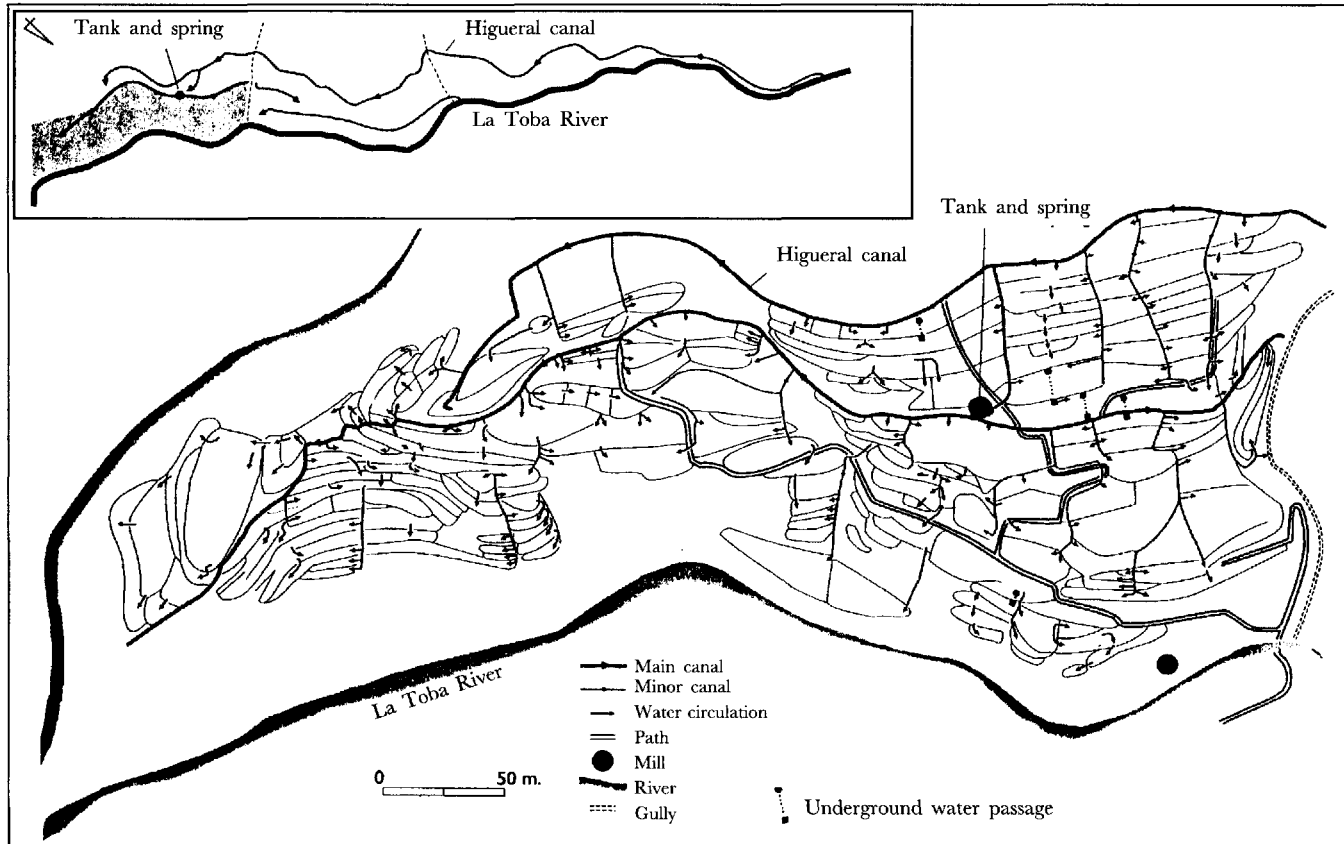 Tank and spring
Higueral canal
La Toba River
Tank and spring
Higueral canal
La Toba River
Main canal
Minor canal
Water circulation
Path
Mill
River
Gully
0 50 m.
Underground water passage